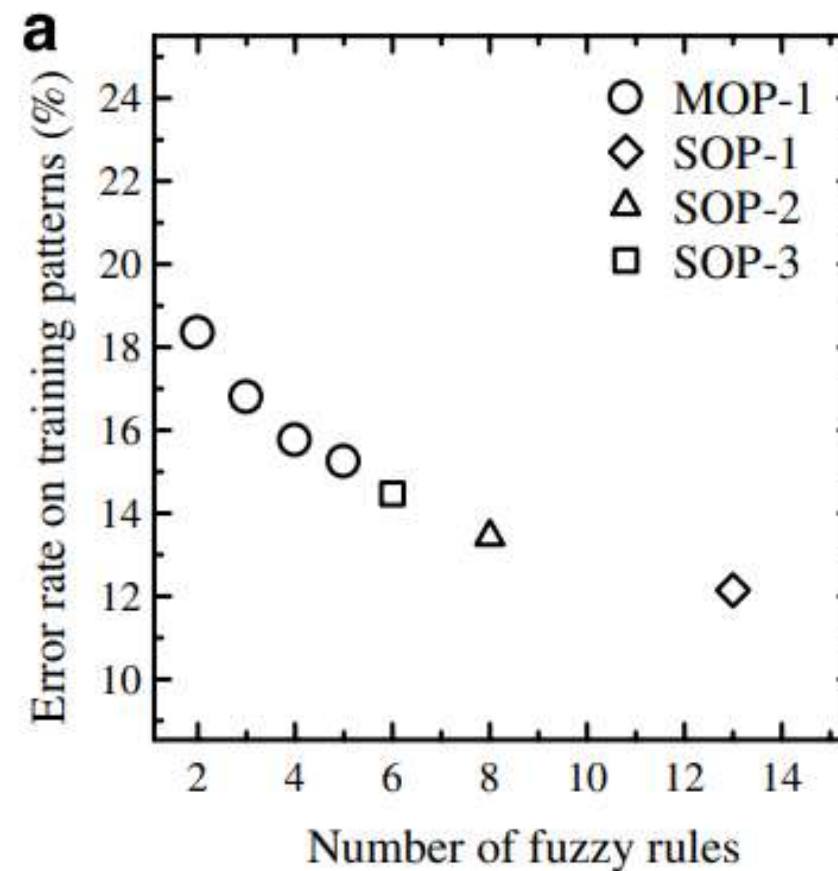 a
Error rate on training patterns (%)
24
22
20
18
16
14
12
10
MOP-1
SOP-1
SOP-2
SOP-3
2 4 6 8 10 12 14
Number of fuzzy rules